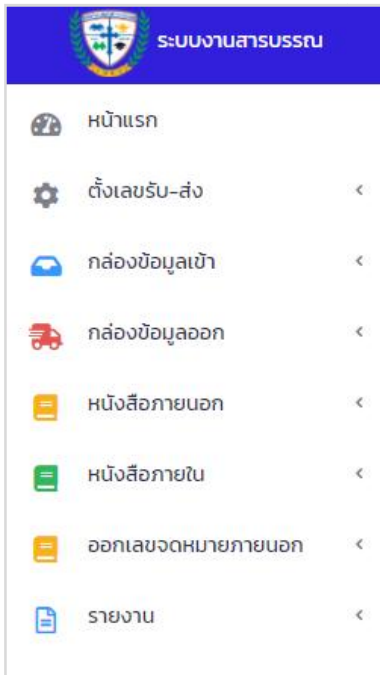 ระบบงานสารบรรณ
หน้าแรก
ตั้งเลขรับ-ส่ง
กล่องข้อมูลเข้า
กล่องข้อมูลออก
หนังสือภายนอก
หนังสือภายใน
ออกเลขจดหมายภายนอก
รายงาน